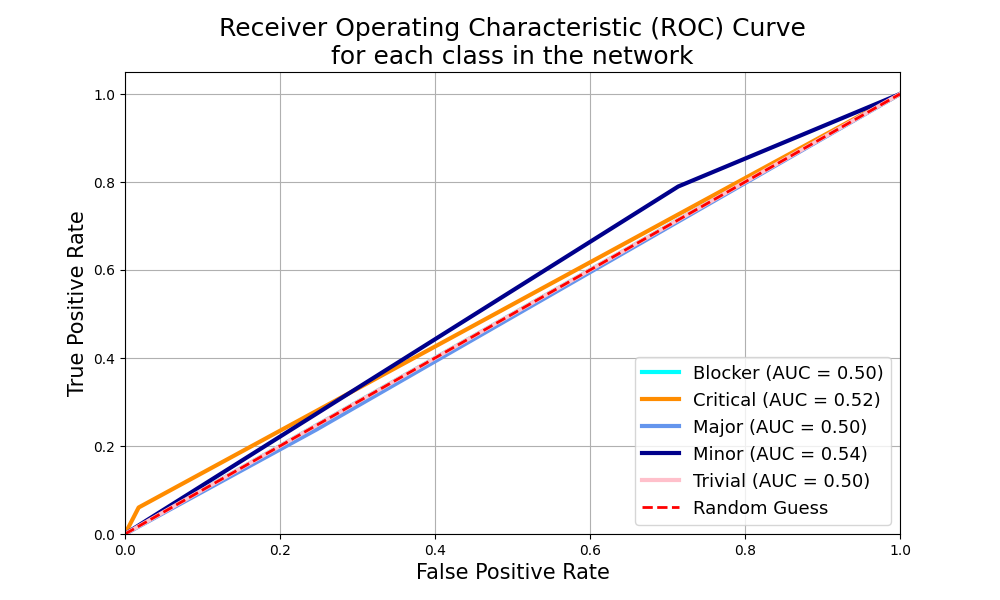 Receiver Operating Characteristic (ROC) Curve
for each class in the network
True Positive Rate
1.0
0.8
0.6
0.4
0.2
0.0
0.0 0.2 0.4 0.6 0.8 1.0
False Positive Rate
Blocker (AUC = 0.50)
Critical (AUC = 0.52)
Major (AUC = 0.50)
Minor (AUC = 0.54)
Trivial (AUC = 0.50)
Random Guess